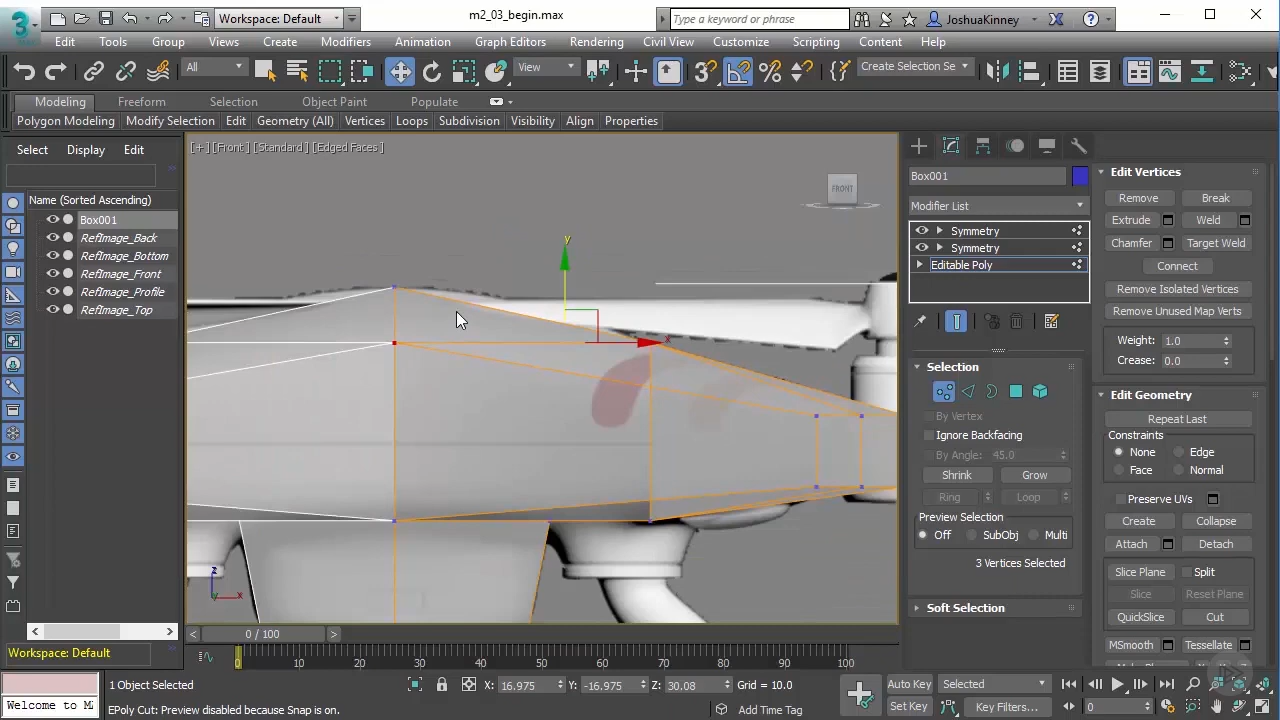 3
MAX
Workspace: Default
m2_03_begin.max
Type a keyword or phrase
JoshuaKinney
Edit Tools Group Views Create Modifiers Animation Graph Editors Rendering Civil View Customize Scripting Content Help
All
View
Create Selection Se
Modeling Freeform Selection Object Paint Populate
Polygon Modeling Modify Selection Edit Geometry (All) Vertices Loops Subdivision Visibility Align Properties
Select Display Edit
Name (Sorted Ascending)
Box001
RefImage_Back
RefImage_Bottom
RefImage_Front
RefImage_Profile
RefImage_Top
Workspace: Default
[+] [Front] [Standard] [Edged Faces]
FRONT
y
x
z
y
x
Box001
Modifier List
Symmetry
Symmetry
Editable Poly
Selection
By Vertex
Ignore Backfacing
By Angle: 45.0
Shrink Grow
Ring Loop
Preview Selection
Off SubObj Multi
3 Vertices Selected
Soft Selection
Edit Vertices
Remove Break
Extrude Weld
Chamfer Target Weld
Connect
Remove Isolated Vertices
Remove Unused Map Verts
Weight: 1.0
Crease: 0.0
Edit Geometry
Repeat Last
Constraints
None Edge
Face Normal
Preserve UVs
Create Collapse
Attach Detach
Slice Plane Split
Slice Reset Plane
QuickSlice Cut
MSmooth Tessellate
0 / 100
0 10 20 30 40 50 60 70 80 90 100
Welcome to MA
1 Object Selected
EPoly Cut: Preview disabled because Snap is on.
X: 16.975 Y: -16.975 Z: 30.08 Grid = 10.0
Add Time Tag
Auto Key Selected
Set Key Key Filters...
0